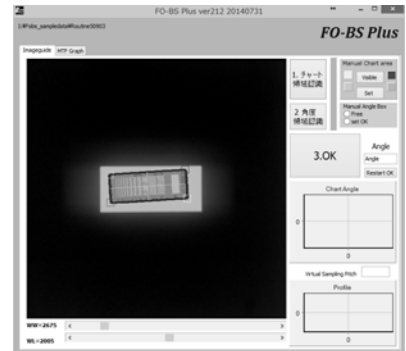 FO-BS Plus ver212 20140731
FO-BS Plus
Imageguide
MTF Graph
1. チャート
領域認識
2 角度
領域認識
Manual Chart area
Visible
Set
Manual Angle Box
Free
set OK
3.OK
Angle
Angle
Restart OK
Chart Angle
0
0
Virtual Sampling Pitch
Profile
0
0
WW=2675
WL=2005